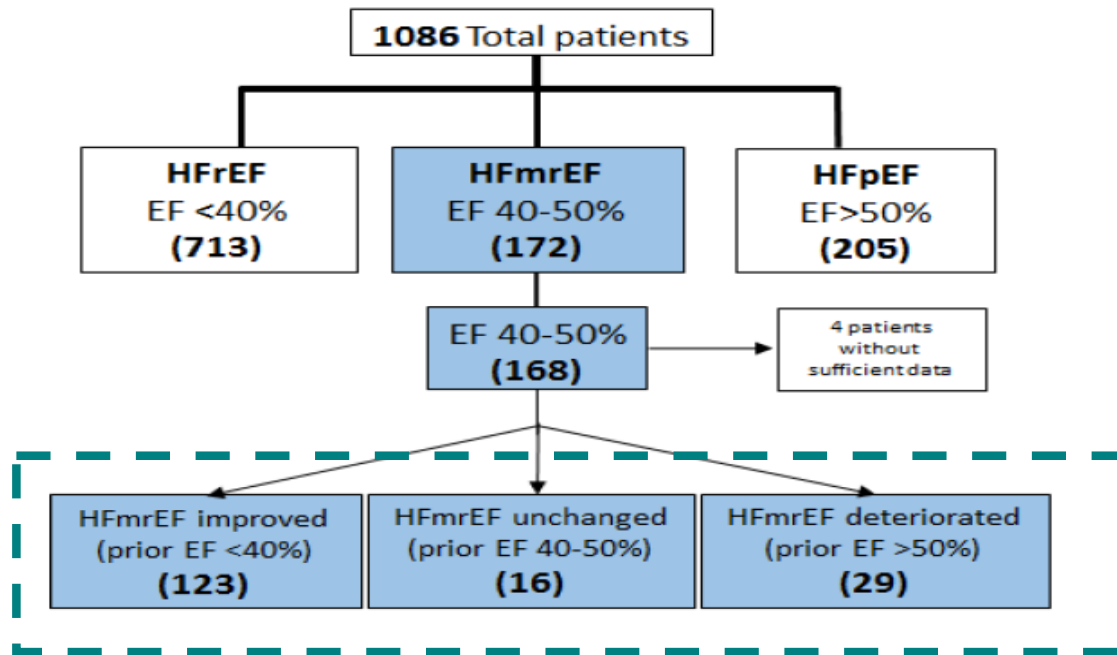 1086 Total patients
HFrEF
EF <40%
(713)
HFmrEF
EF 40-50%
(172)
HFpEF
EF>50%
(205)
EF 40-50%
(168)
4 patients
without
sufficient data
HFmrEF improved
(prior EF <40%)
(123)
HFmrEF unchanged
(prior EF 40-50%)
(16)
HFmrEF deteriorated
(prior EF >50%)
(29)